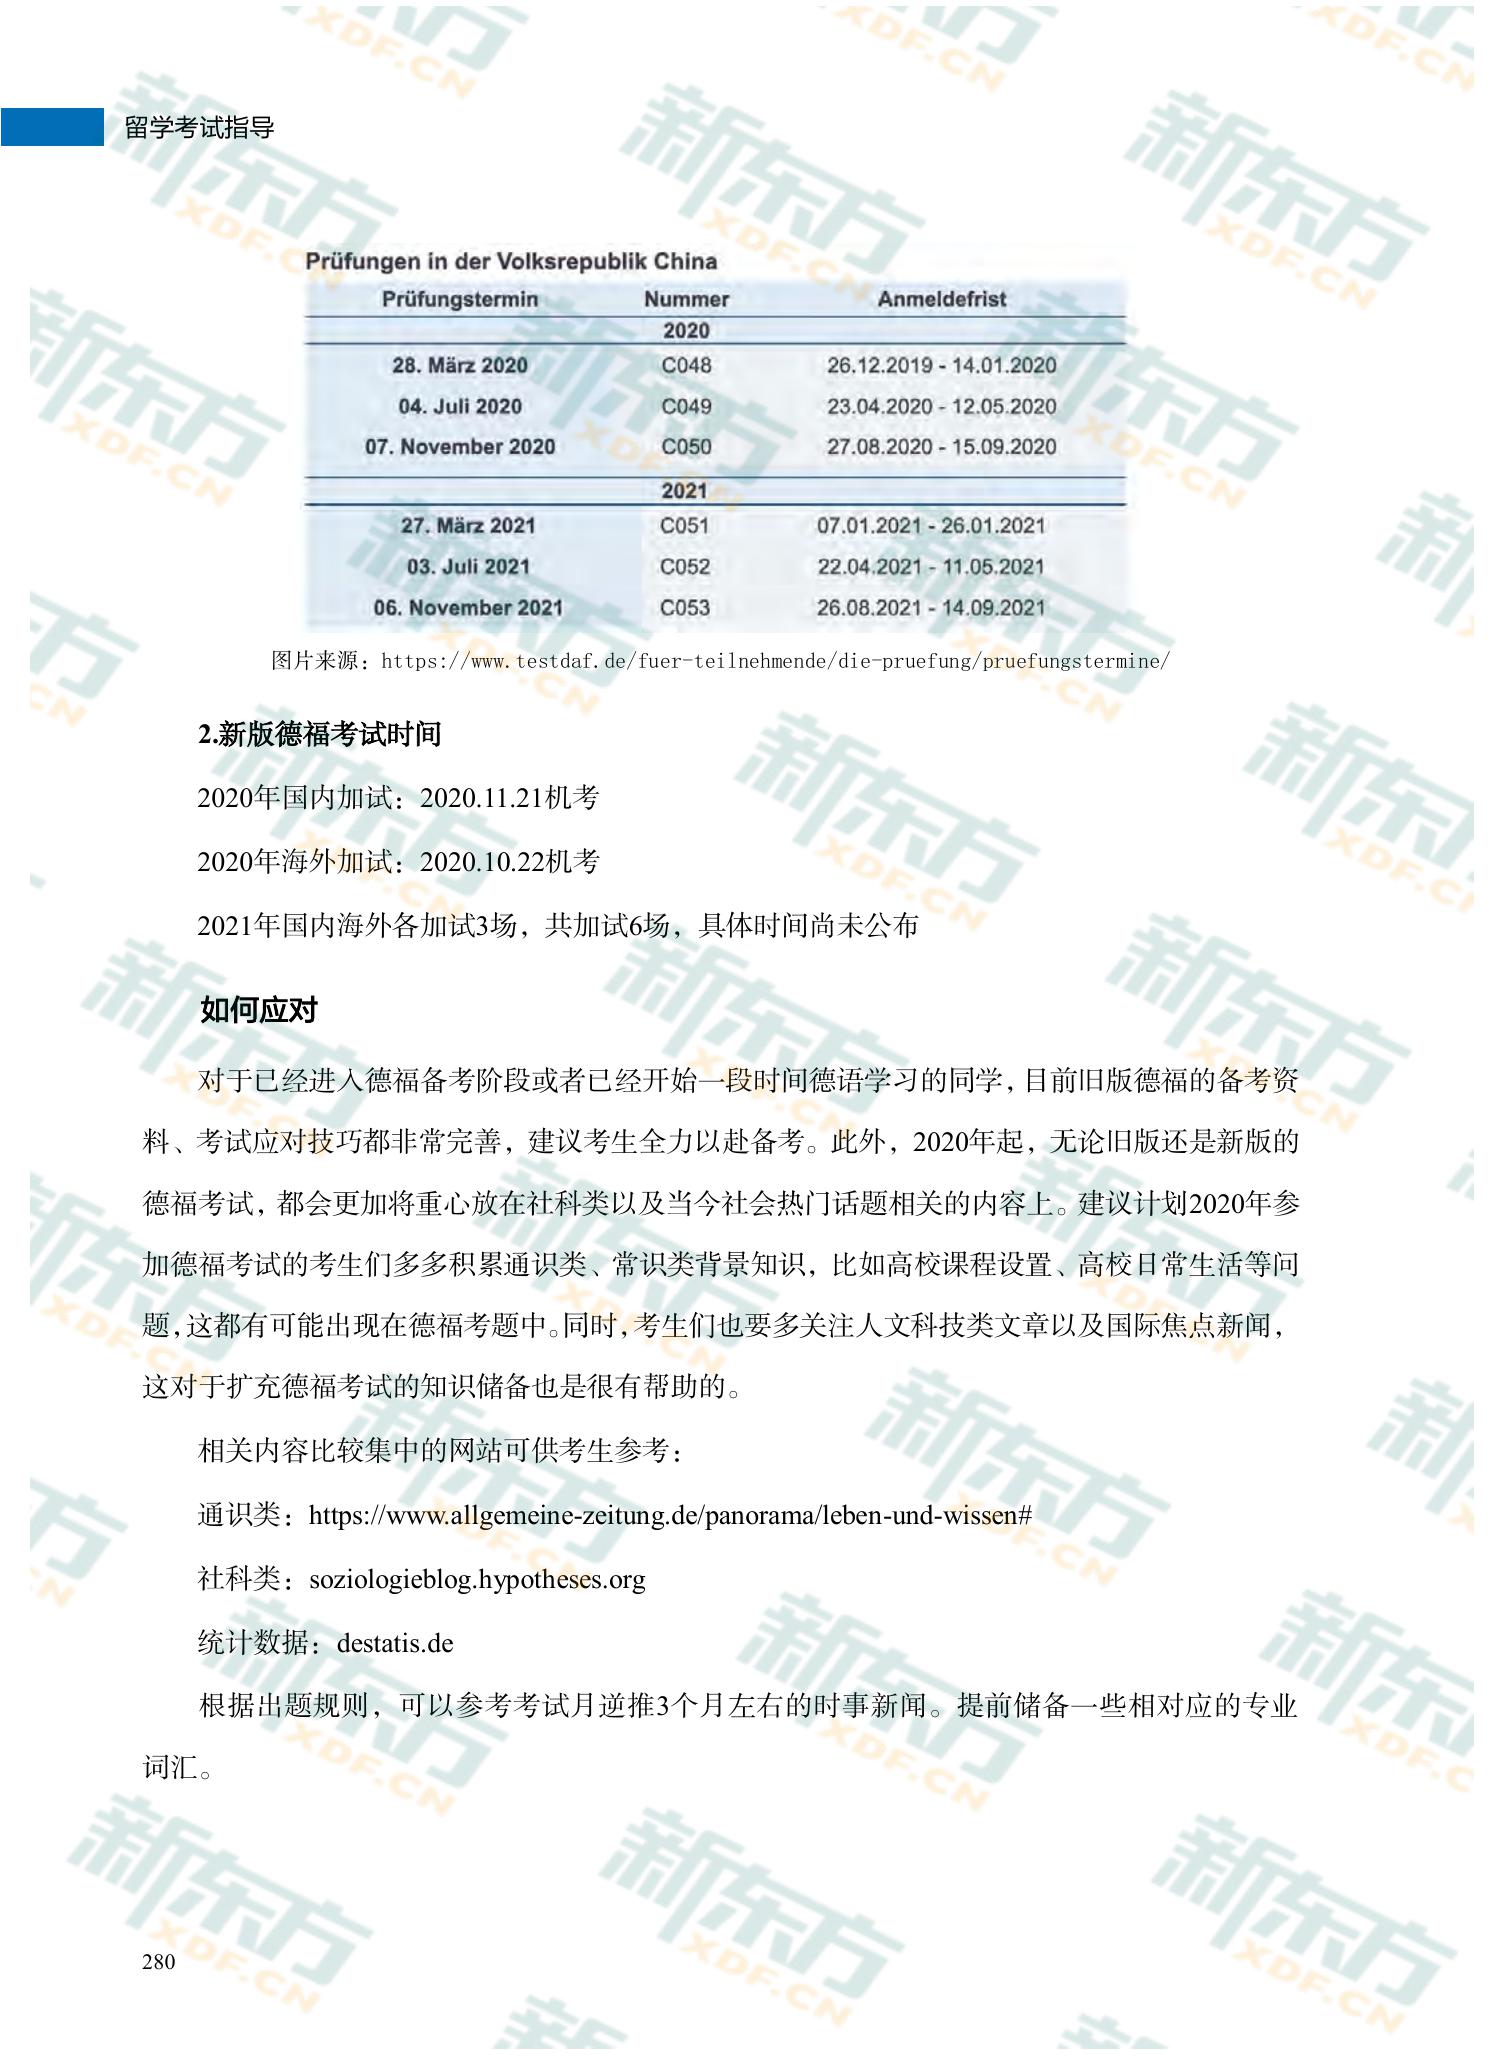 留学考试指导
Prüfungen in der Volksrepublik China
Prüfungstermin Nummer Anmeldefrist
2020
28. März 2020 C048 26.12.2019 - 14.01.2020
04. Juli 2020 C049 23.04.2020 - 12.05.2020
07. November 2020 C050 27.08.2020 - 15.09.2020
2021
27. März 2021 C051 07.01.2021 - 26.01.2021
03. Juli 2021 C052 22.04.2021 - 11.05.2021
06. November 2021 C053 26.08.2021 - 14.09.2021
图片来源：https://www.testdaf.de/fuer-teilnehmende/die-pruefung/pruefungstermine/
2.新版德福考试时间
2020年国内加试：2020.11.21机考
2020年海外加试：2020.10.22机考
2021年国内海外各加试3场，共加试6场，具体时间尚未公布
如何应对
对于已经进入德福备考阶段或者已经开始一段时间德语学习的同学，目前旧版德福的备考资
料、考试应对技巧都非常完善，建议考生全力以赴备考。此外，2020年起，无论旧版还是新版的
德福考试，都会更加将重心放在社科类以及当今社会热门话题相关的内容上。建议计划2020年参
加德福考试的考生们多多积累通识类、常识类背景知识，比如高校课程设置、高校日常生活等问
题，这都有可能出现在德福考题中。同时，考生们也要多关注人文科技类文章以及国际焦点新闻，
这对于扩充德福考试的知识储备也是很有帮助的。
相关内容比较集中的网站可供考生参考：
通识类：https://www.allgemeine-zeitung.de/panorama/leben-und-wissen#
社科类：soziologieblog.hypotheses.org
统计数据：destatis.de
根据出题规则，可以参考考试月逆推3个月左右的时事新闻。提前储备一些相对应的专业
词汇。
280
新东方
XDF.CN